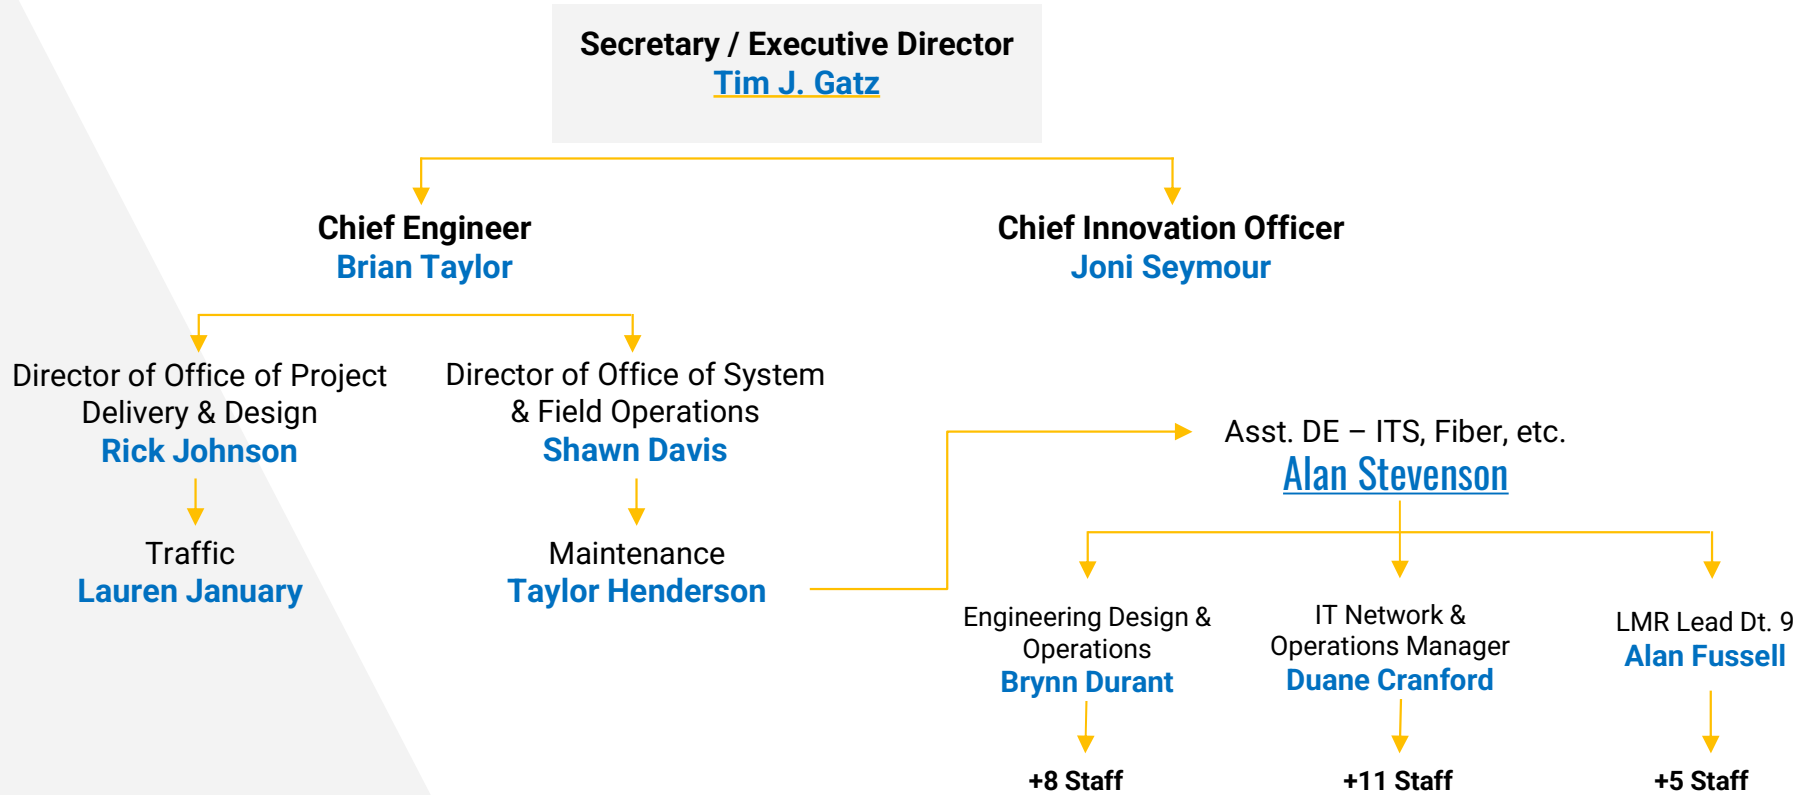 Secretary / Executive Director
Tim J. Gatz
Chief Engineer
Brian Taylor
Chief Innovation Officer
Joni Seymour
Director of Office of Project
Delivery & Design
Rick Johnson
Director of Office of System
& Field Operations
Shawn Davis
Traffic
Lauren January
Maintenance
Taylor Henderson
Asst. DE – ITS, Fiber, etc.
Alan Stevenson
Engineering Design &
Operations
Brynn Durant
IT Network &
Operations Manager
Duane Cranford
LMR Lead Dt. 9
Alan Fussell
+8 Staff
+11 Staff
+5 Staff